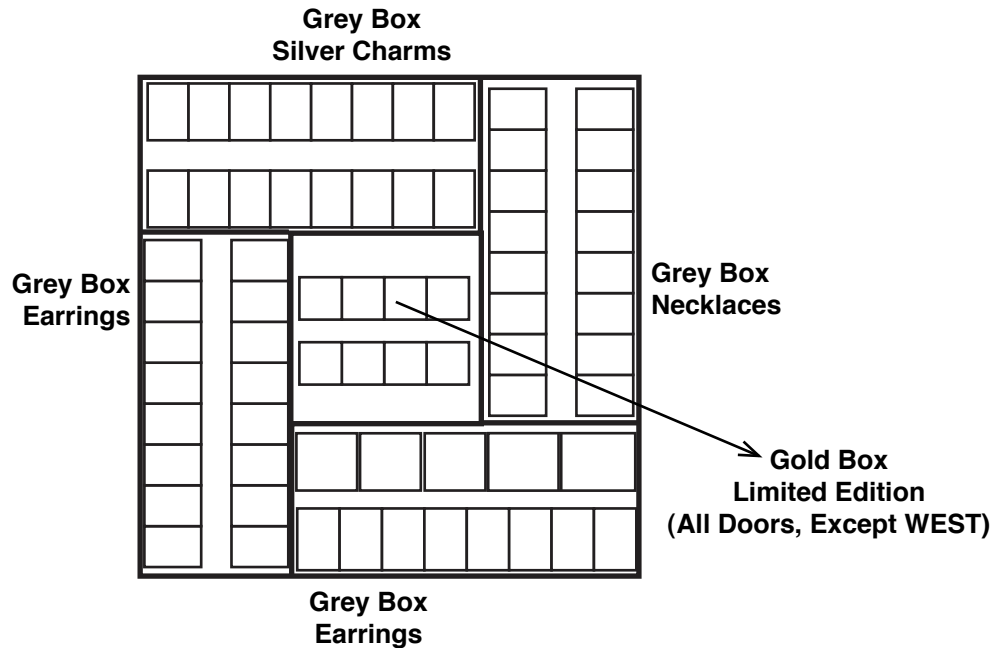 Grey Box
Silver Charms
Grey Box
Earrings
Grey Box
Necklaces
Gold Box
Limited Edition
(All Doors, Except WEST)
Grey Box
Earrings